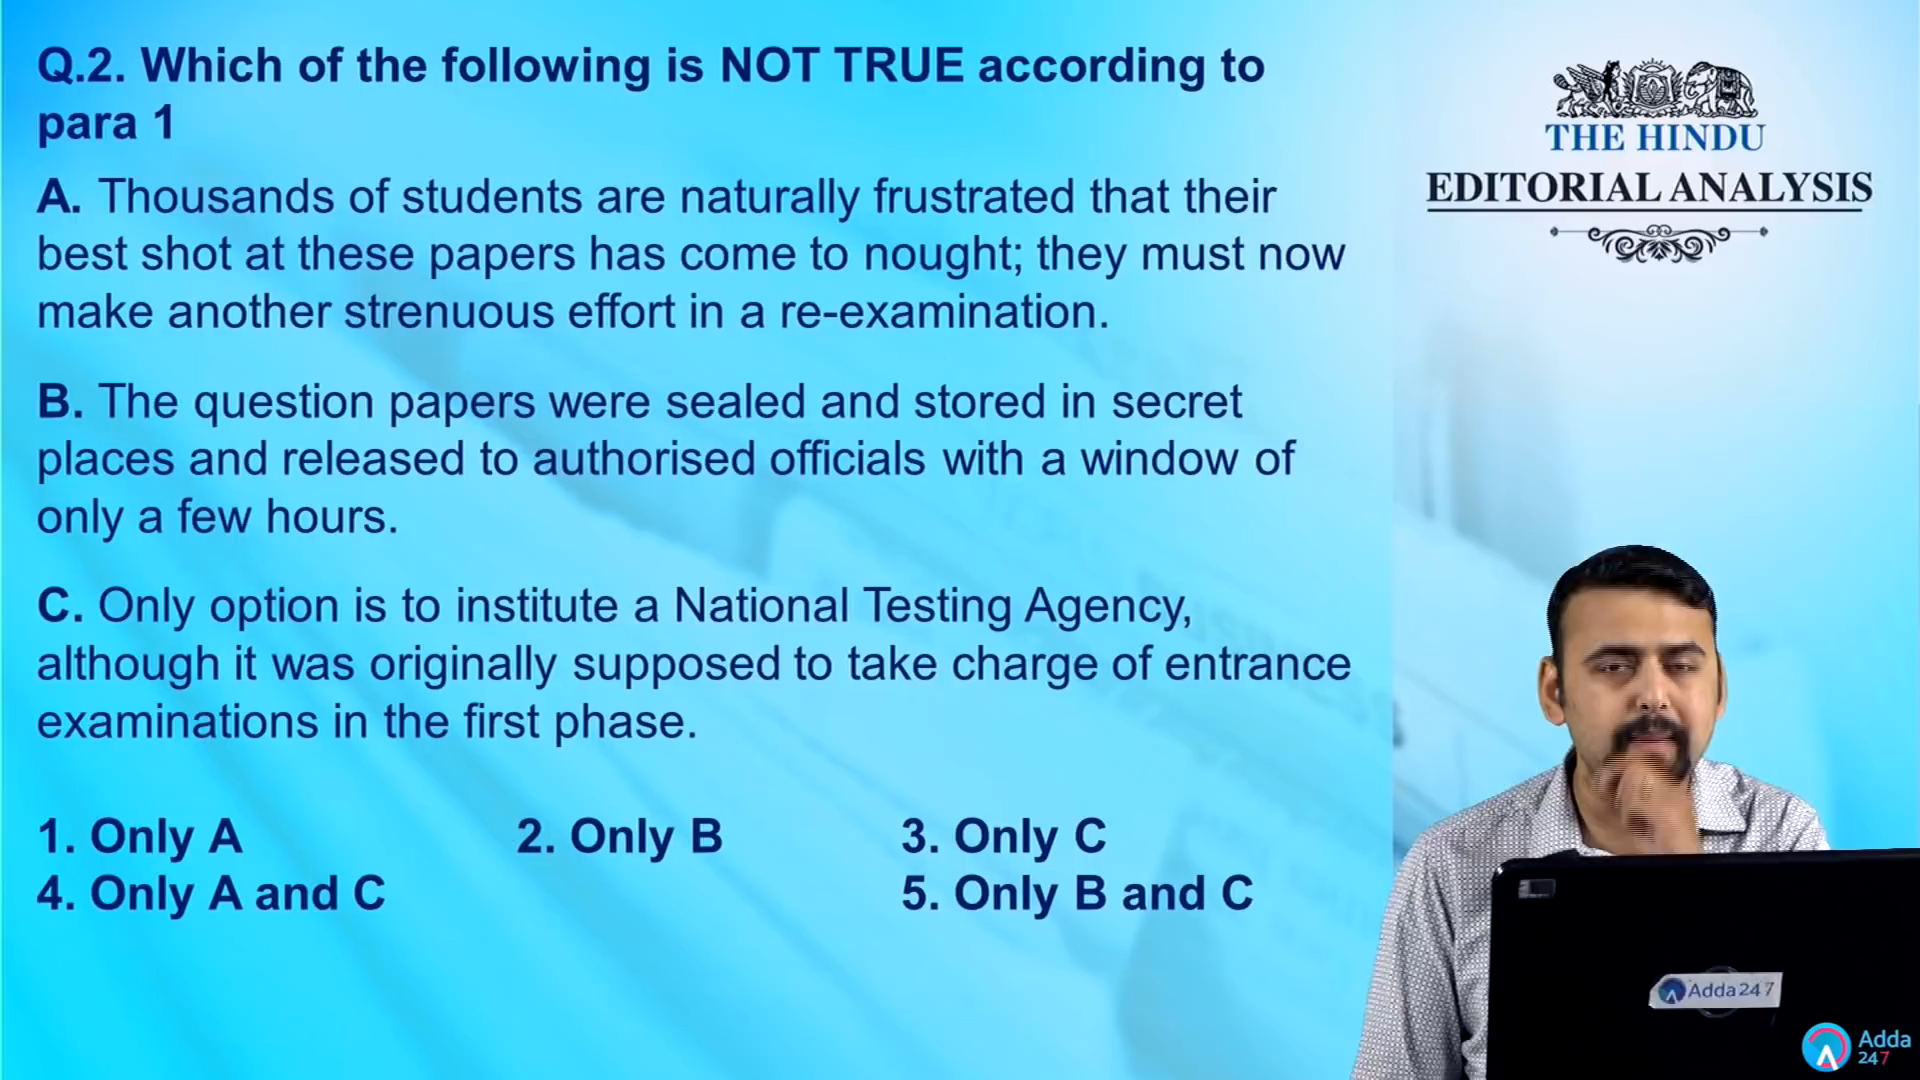 Q.2. Which of the following is NOT TRUE according to
para 1
A. Thousands of students are naturally frustrated that their
best shot at these papers has come to nought; they must now
make another strenuous effort in a re-examination.
B. The question papers were sealed and stored in secret
places and released to authorised officials with a window of
only a few hours.
C. Only option is to institute a National Testing Agency,
although it was originally supposed to take charge of entrance
examinations in the first phase.
1. Only A 2. Only B 3. Only C
4. Only A and C 5. Only B and C
THE HINDU
EDITORIAL ANALYSIS
Adda247
Adda
247